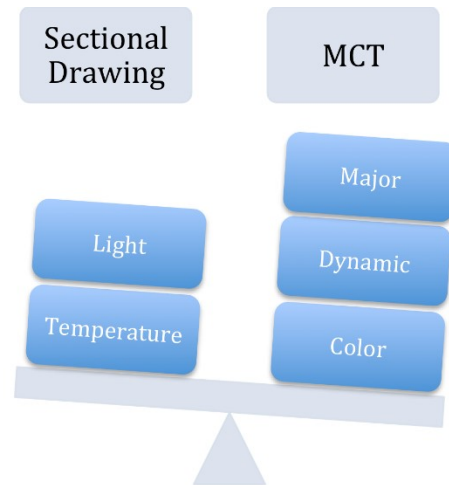 Sectional
Drawing
MCT
Major
Light
Dynamic
Temperature
Color